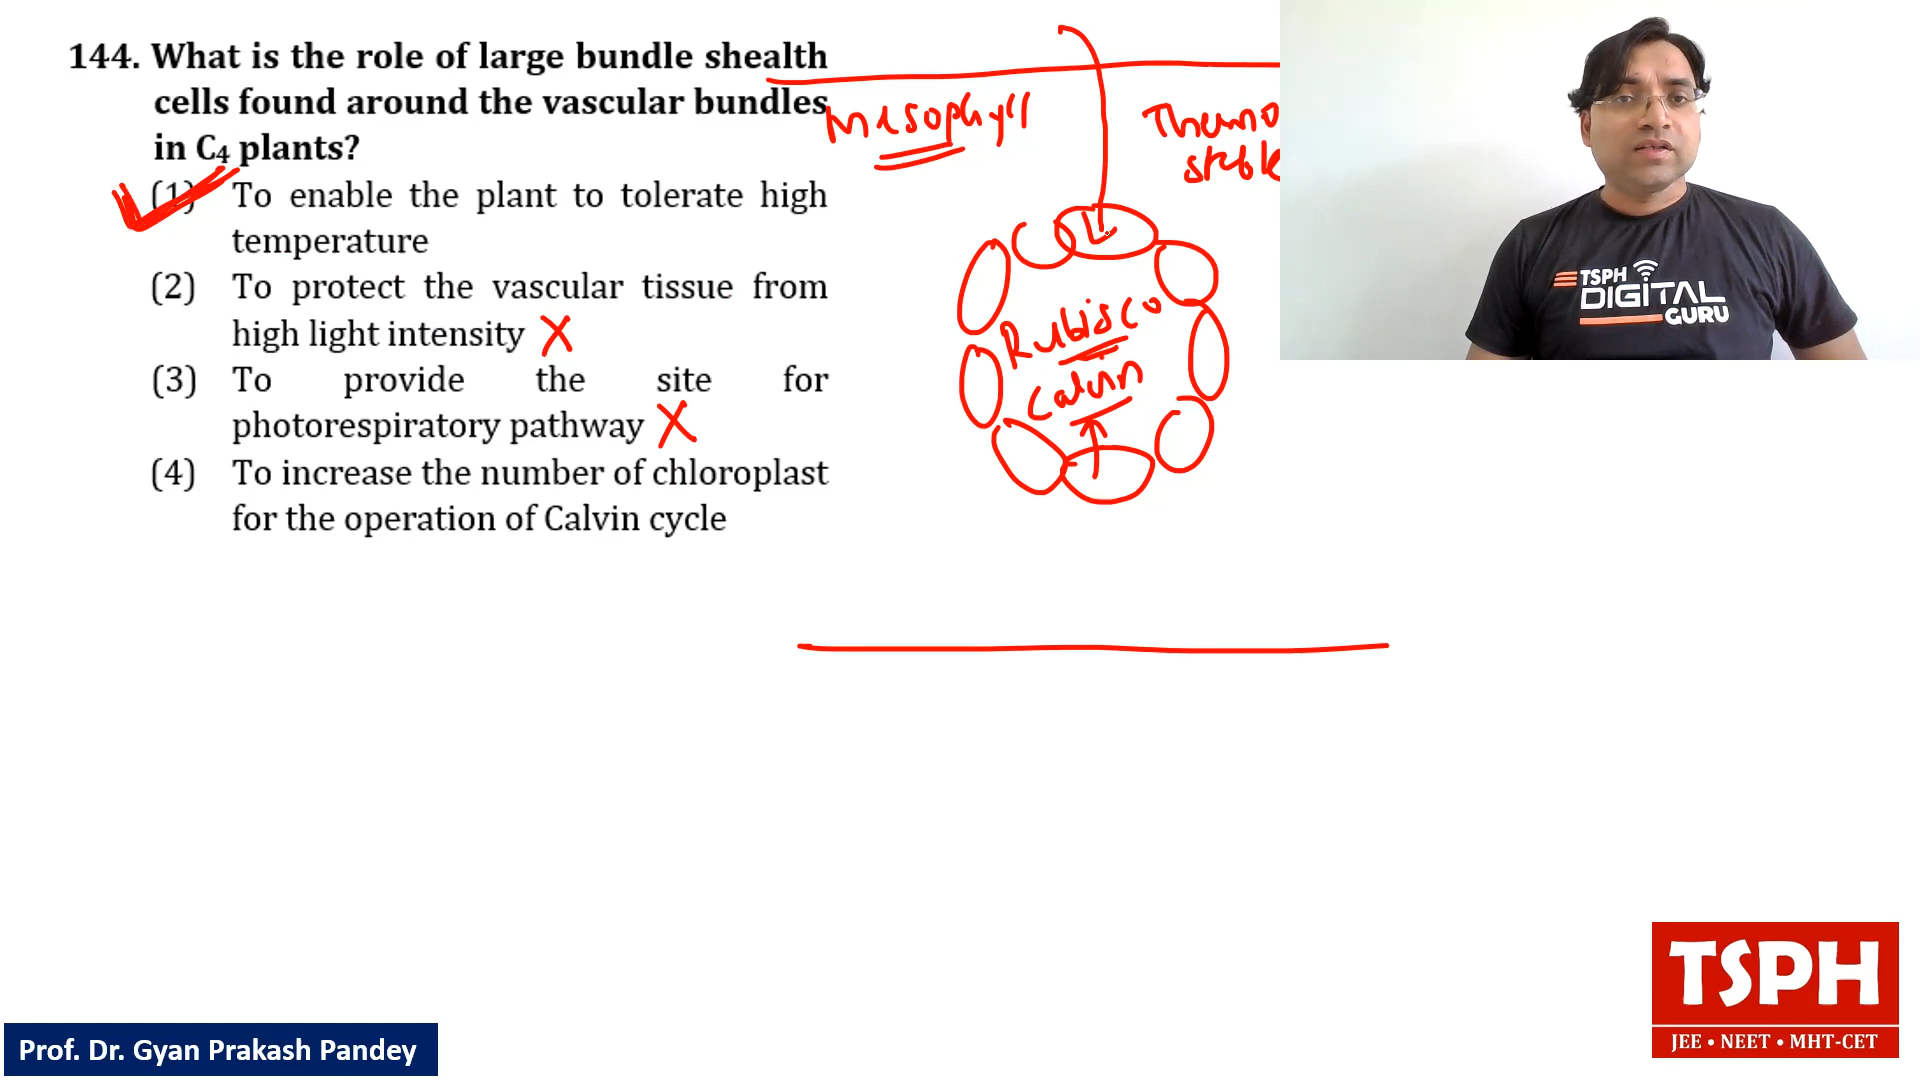 144. What is the role of large bundle shealth
cells found around the vascular bundles
in C₄ plants?
(1) To enable the plant to tolerate high
temperature
(2) To protect the vascular tissue from
high light intensity X
(3) To provide the site for
photorespiratory pathway X
(4) To increase the number of chloroplast
for the operation of Calvin cycle
Mesophyll
Thermo
stable
Rubisco
Calvin
TSPH
DIGITAL
GURU
TSPH
JEE • NEET • MHT-CET
Prof. Dr. Gyan Prakash Pandey